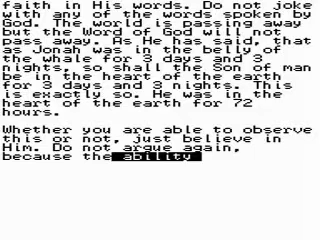 faith in His words. Do not joke
with any of the words spoken by
God. The world is passing away
but the Word of God will not
pass away. As He has said, that
as Jonah was in the belly of
the whale for 3 days and 3
nights, so shall the Son of man
be in the heart of the earth
for 3 days and 3 nights. This
is exactly so. He was in the
heart of the earth for 72
hours.
Whether you are able to observe
this or not, just believe in
Him. Do not argue again,
because the ability